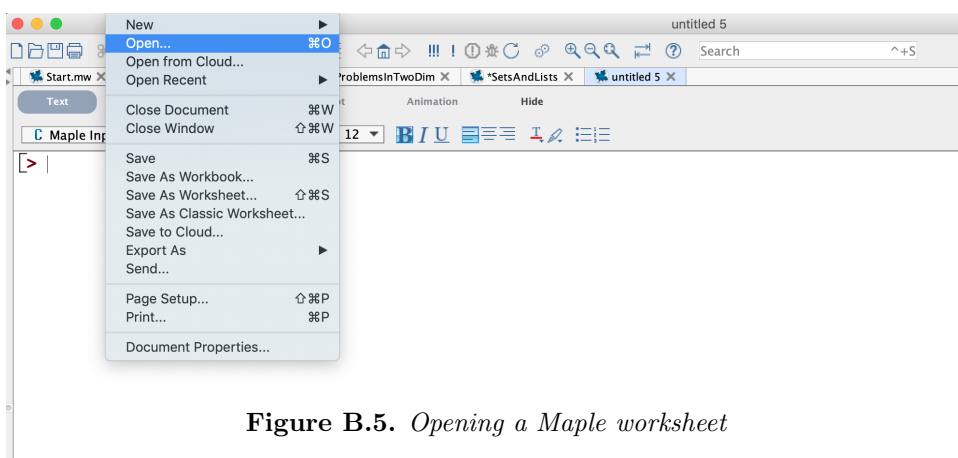 untitled 5
New
Open... ⌘O
Open from Cloud...
Open Recent
Close Document ⌘W
Close Window ⇧⌘W
Save ⌘S
Save As Workbook...
Save As Worksheet... ⇧⌘S
Save As Classic Worksheet...
Save to Cloud...
Export As
Send...
Page Setup... ⇧⌘P
Print... ⌘P
Document Properties...
Search ^+S
Start.mw ProblemsInTwoDim *SetsAndLists untitled 5
Text Animation Hide
C Maple Inp 12 B I U
>
Figure B.5. Opening a Maple worksheet